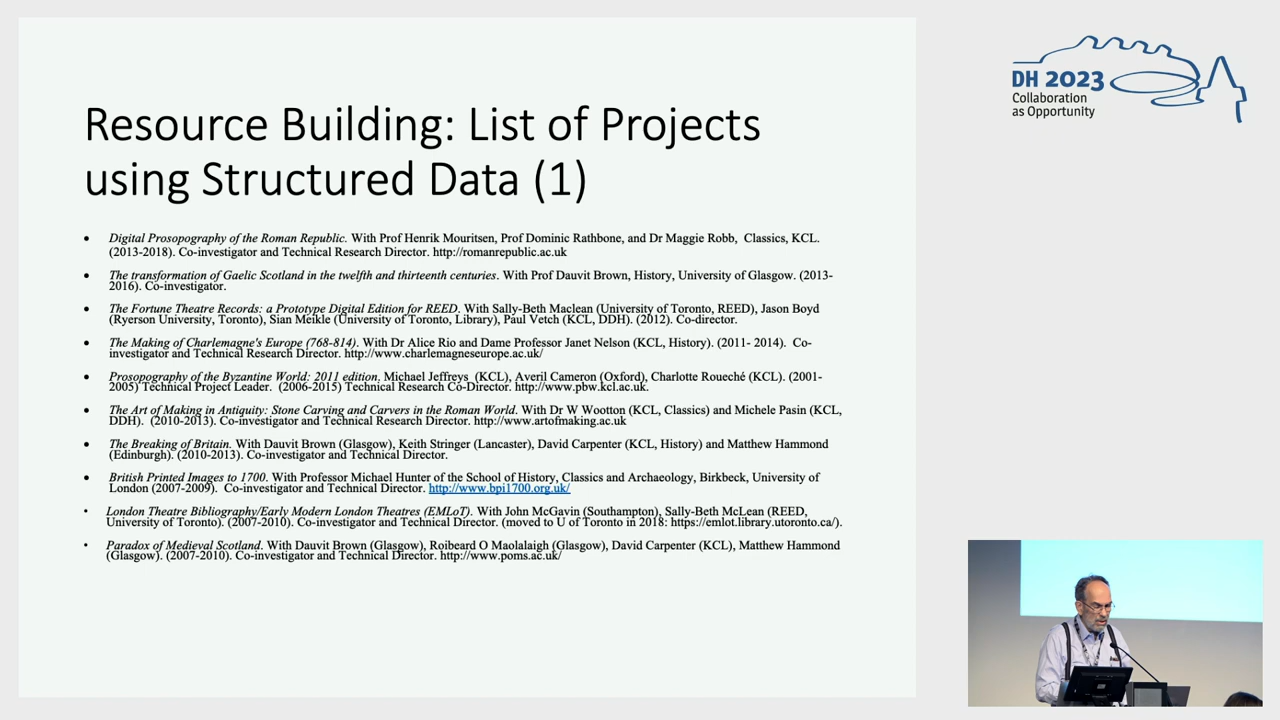 Resource Building: List of Projects
using Structured Data (1)
• Digital Prosopography of the Roman Republic. With Prof Henrik Mouritsen, Prof Dominic Rathbone, and Dr Maggie Robb, Classics, KCL.
(2013-2018). Co-investigator and Technical Research Director. http://romanrepublic.ac.uk
• The transformation of Gaelic Scotland in the twelfth and thirteenth centuries. With Prof Dauvit Brown, History, University of Glasgow. (2013-
2016). Co-investigator.
• The Fortune Theatre Records: a Prototype Digital Edition for REED. With Sally-Beth Maclean (University of Toronto, REED), Jason Boyd
(Ryerson University, Toronto), Sian Meikle (University of Toronto, Library), Paul Vetch (KCL, DDH). (2012). Co-director.
• The Making of Charlemagne's Europe (768-814). With Dr Alice Rio and Dame Professor Janet Nelson (KCL, History). (2011- 2014). Co-
investigator and Technical Research Director. http://www.charlemagneseurope.ac.uk/
• Prosopography of the Byzantine World: 2011 edition, Michael Jeffreys (KCL), Averil Cameron (Oxford), Charlotte Roueché (KCL). (2001-
2005) Technical Project Leader. (2006-2015) Technical Research Co-Director. http://www.pbw.kcl.ac.uk.
• The Art of Making in Antiquity: Stone Carving and Carvers in the Roman World. With Dr W Wootton (KCL, Classics) and Michele Pasin (KCL,
DDH). (2010-2013). Co-investigator and Technical Research Director. http://www.artofmaking.ac.uk
• The Breaking of Britain. With Dauvit Brown (Glasgow), Keith Stringer (Lancaster), David Carpenter (KCL, History) and Matthew Hammond
(Edinburgh). (2010-2013). Co-investigator and Technical Director.
• British Printed Images to 1700. With Professor Michael Hunter of the School of History, Classics and Archaeology, Birkbeck, University of
London (2007-2009). Co-investigator and Technical Director. http://www.bpi1700.org.uk/
• London Theatre Bibliography/Early Modern London Theatres (EMLoT). With John McGavin (Southampton), Sally-Beth McLean (REED,
University of Toronto). (2007-2010). Co-investigator and Technical Director. (moved to U of Toronto in 2018: https://emlot.library.utoronto.ca/).
• Paradox of Medieval Scotland. With Dauvit Brown (Glasgow), Roibeard O Maolalaigh (Glasgow), David Carpenter (KCL), Matthew Hammond
(Glasgow). (2007-2010). Co-investigator and Technical Director. http://www.poms.ac.uk/
DH 2023
Collaboration
as Opportunity